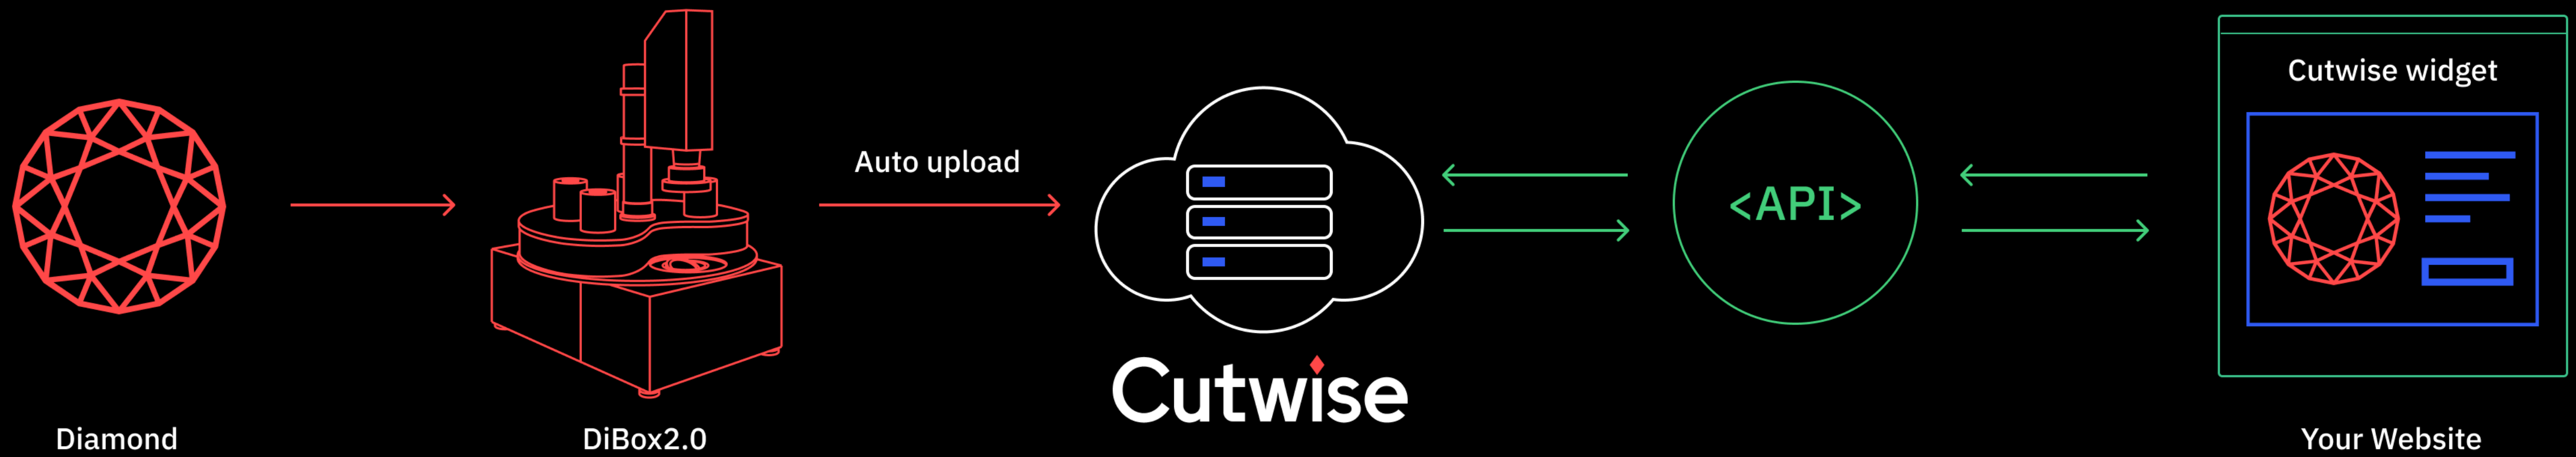 Diamond
DiBox2.0
Auto upload
Cutwise
<API>
Cutwise widget
Your Website